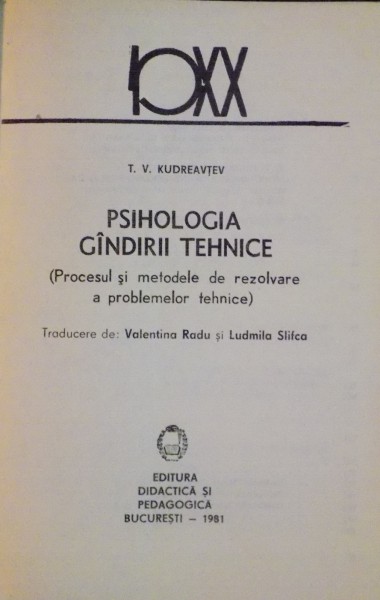 T. V. KUDREAVȚEV
PSIHOLOGIA
GÎNDIRII TEHNICE
(Procesul și metodele de rezolvare
a problemelor tehnice)
Traducere de: Valentina Radu și Ludmila Slifca
EDITURA
DIDACTICĂ ȘI
PEDAGOGICĂ
BUCUREȘTI – 1981